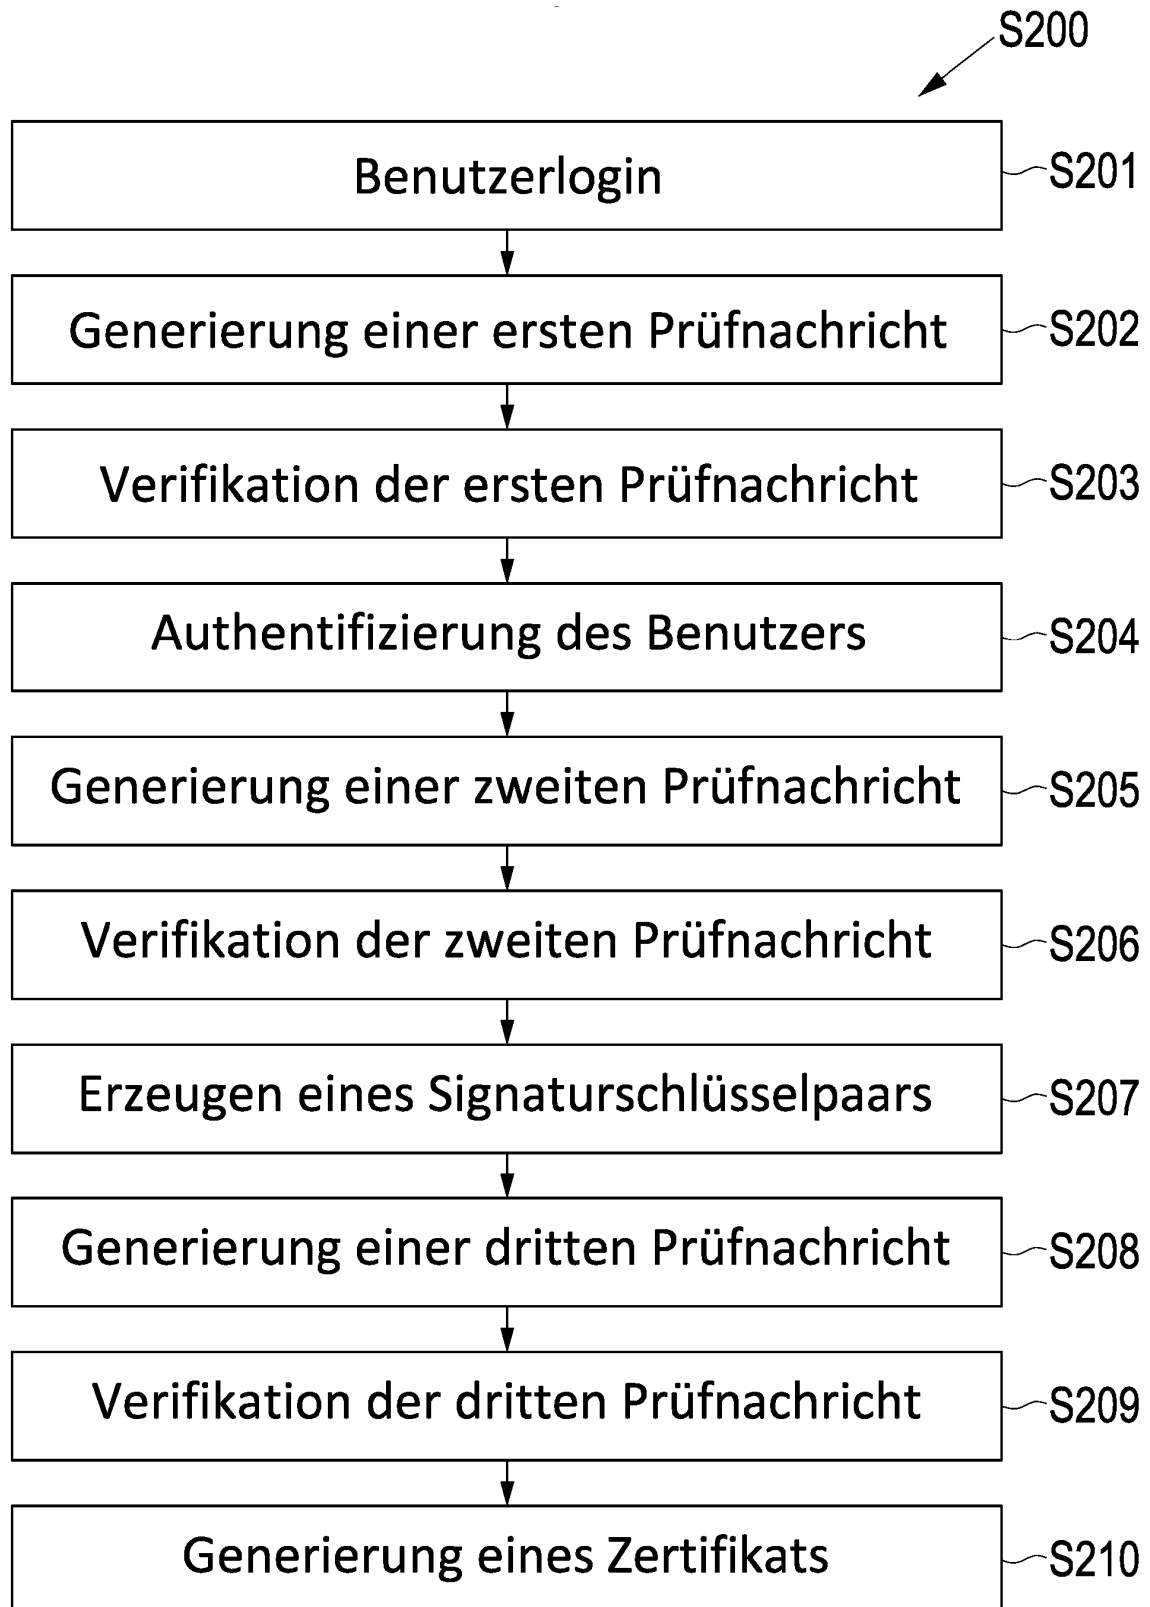 S200
Benutzerlogin
S201
Generierung einer ersten Prüfnachricht
S202
Verifikation der ersten Prüfnachricht
S203
Authentifizierung des Benutzers
S204
Generierung einer zweiten Prüfnachricht
S205
Verifikation der zweiten Prüfnachricht
S206
Erzeugen eines Signaturschlüsselpaars
S207
Generierung einer dritten Prüfnachricht
S208
Verifikation der dritten Prüfnachricht
S209
Generierung eines Zertifikats
S210